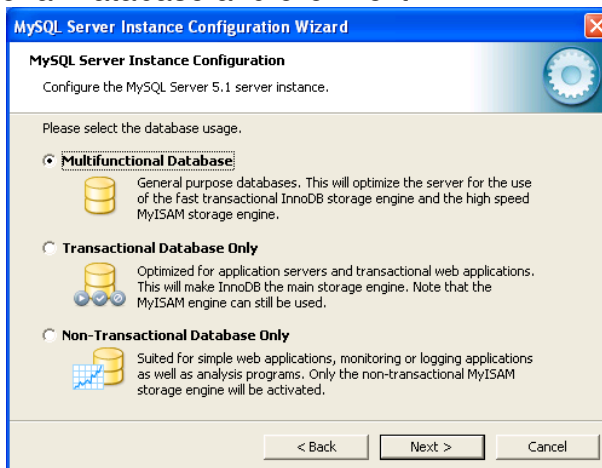 MySQL Server Instance Configuration Wizard
MySQL Server Instance Configuration
Configure the MySQL Server 5.1 server instance.
Please select the database usage.
Multifunctional Database
General purpose databases. This will optimize the server for the use
of the fast transactional InnoDB storage engine and the high speed
MyISAM storage engine.
Transactional Database Only
Optimized for application servers and transactional web applications.
This will make InnoDB the main storage engine. Note that the
MyISAM engine can still be used.
Non-Transactional Database Only
Suited for simple web applications, monitoring or logging applications
as well as analysis programs. Only the non-transactional MyISAM
storage engine will be activated.
< Back Next > Cancel